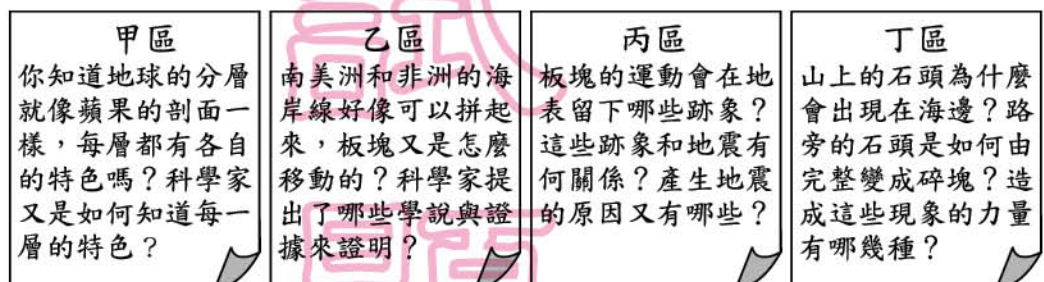 甲區
你知道地球的分層
就像蘋果的剖面一
樣，每層都有各自
的特色嗎？科學家
又是如何知道每一
層的特色？
乙區
南美洲和非洲的海
岸線好像可以拼起
來，板塊又是怎麼
移動的？科學家提
出了哪些學說與證
據來證明？
丙區
板塊的運動會在地
表留下哪些跡象？
這些跡象和地震有
何關係？產生地震
的原因又有哪些？
丁區
山上的石頭為什麼
會出現在海邊？路
旁的石頭是如何由
完整變成碎塊？造
成這些現象的力量
有哪幾種？